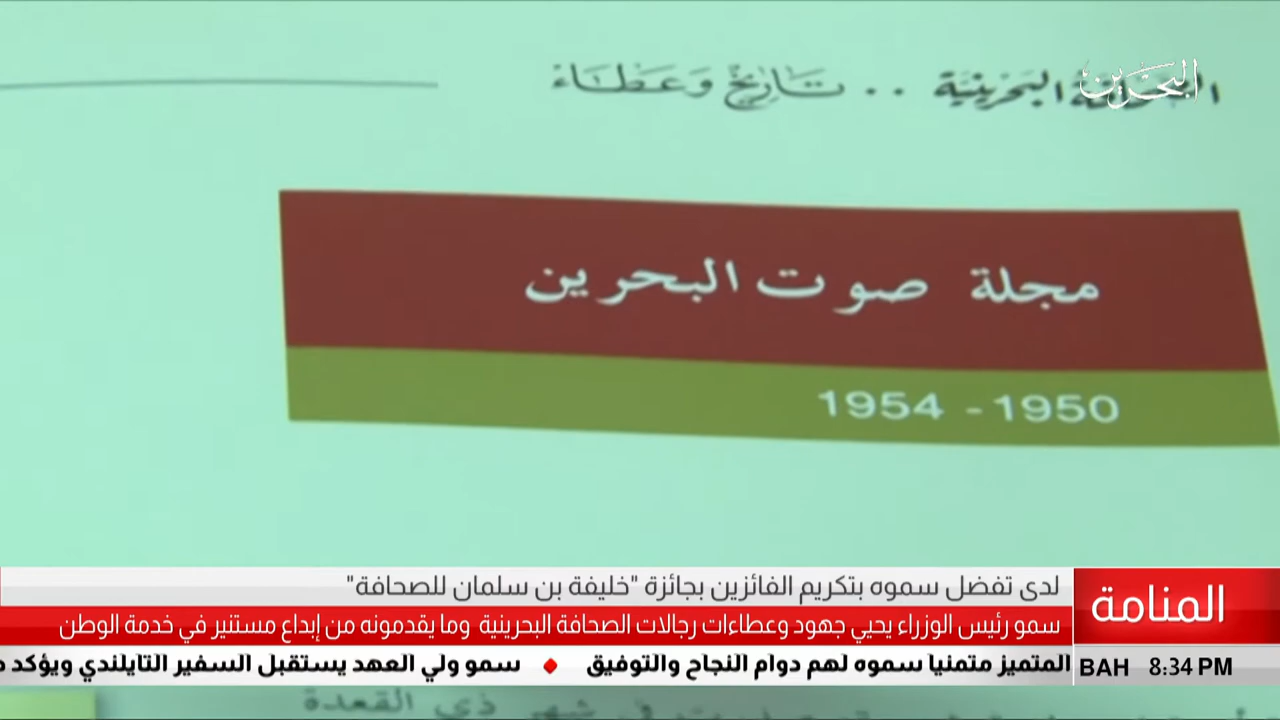 البحرين
البحرينية .. تاريخ وعطاء
مجلة صوت البحرين
1950 - 1954
لدى تفضل سموه بتكريم الفائزين بجائزة "خليفة بن سلمان للصحافة"
المنامة
سمو رئيس الوزراء يحيي جهود وعطاءات رجالات الصحافة البحرينية وما يقدمونه من إبداع مستنير في خدمة الوطن
BAH 8:34 PM
المتميز متمنيا سموه لهم دوام النجاح والتوفيق ♦ سمو ولي العهد يستقبل السفير التايلندي ويؤكد
شهر ذي القعدة